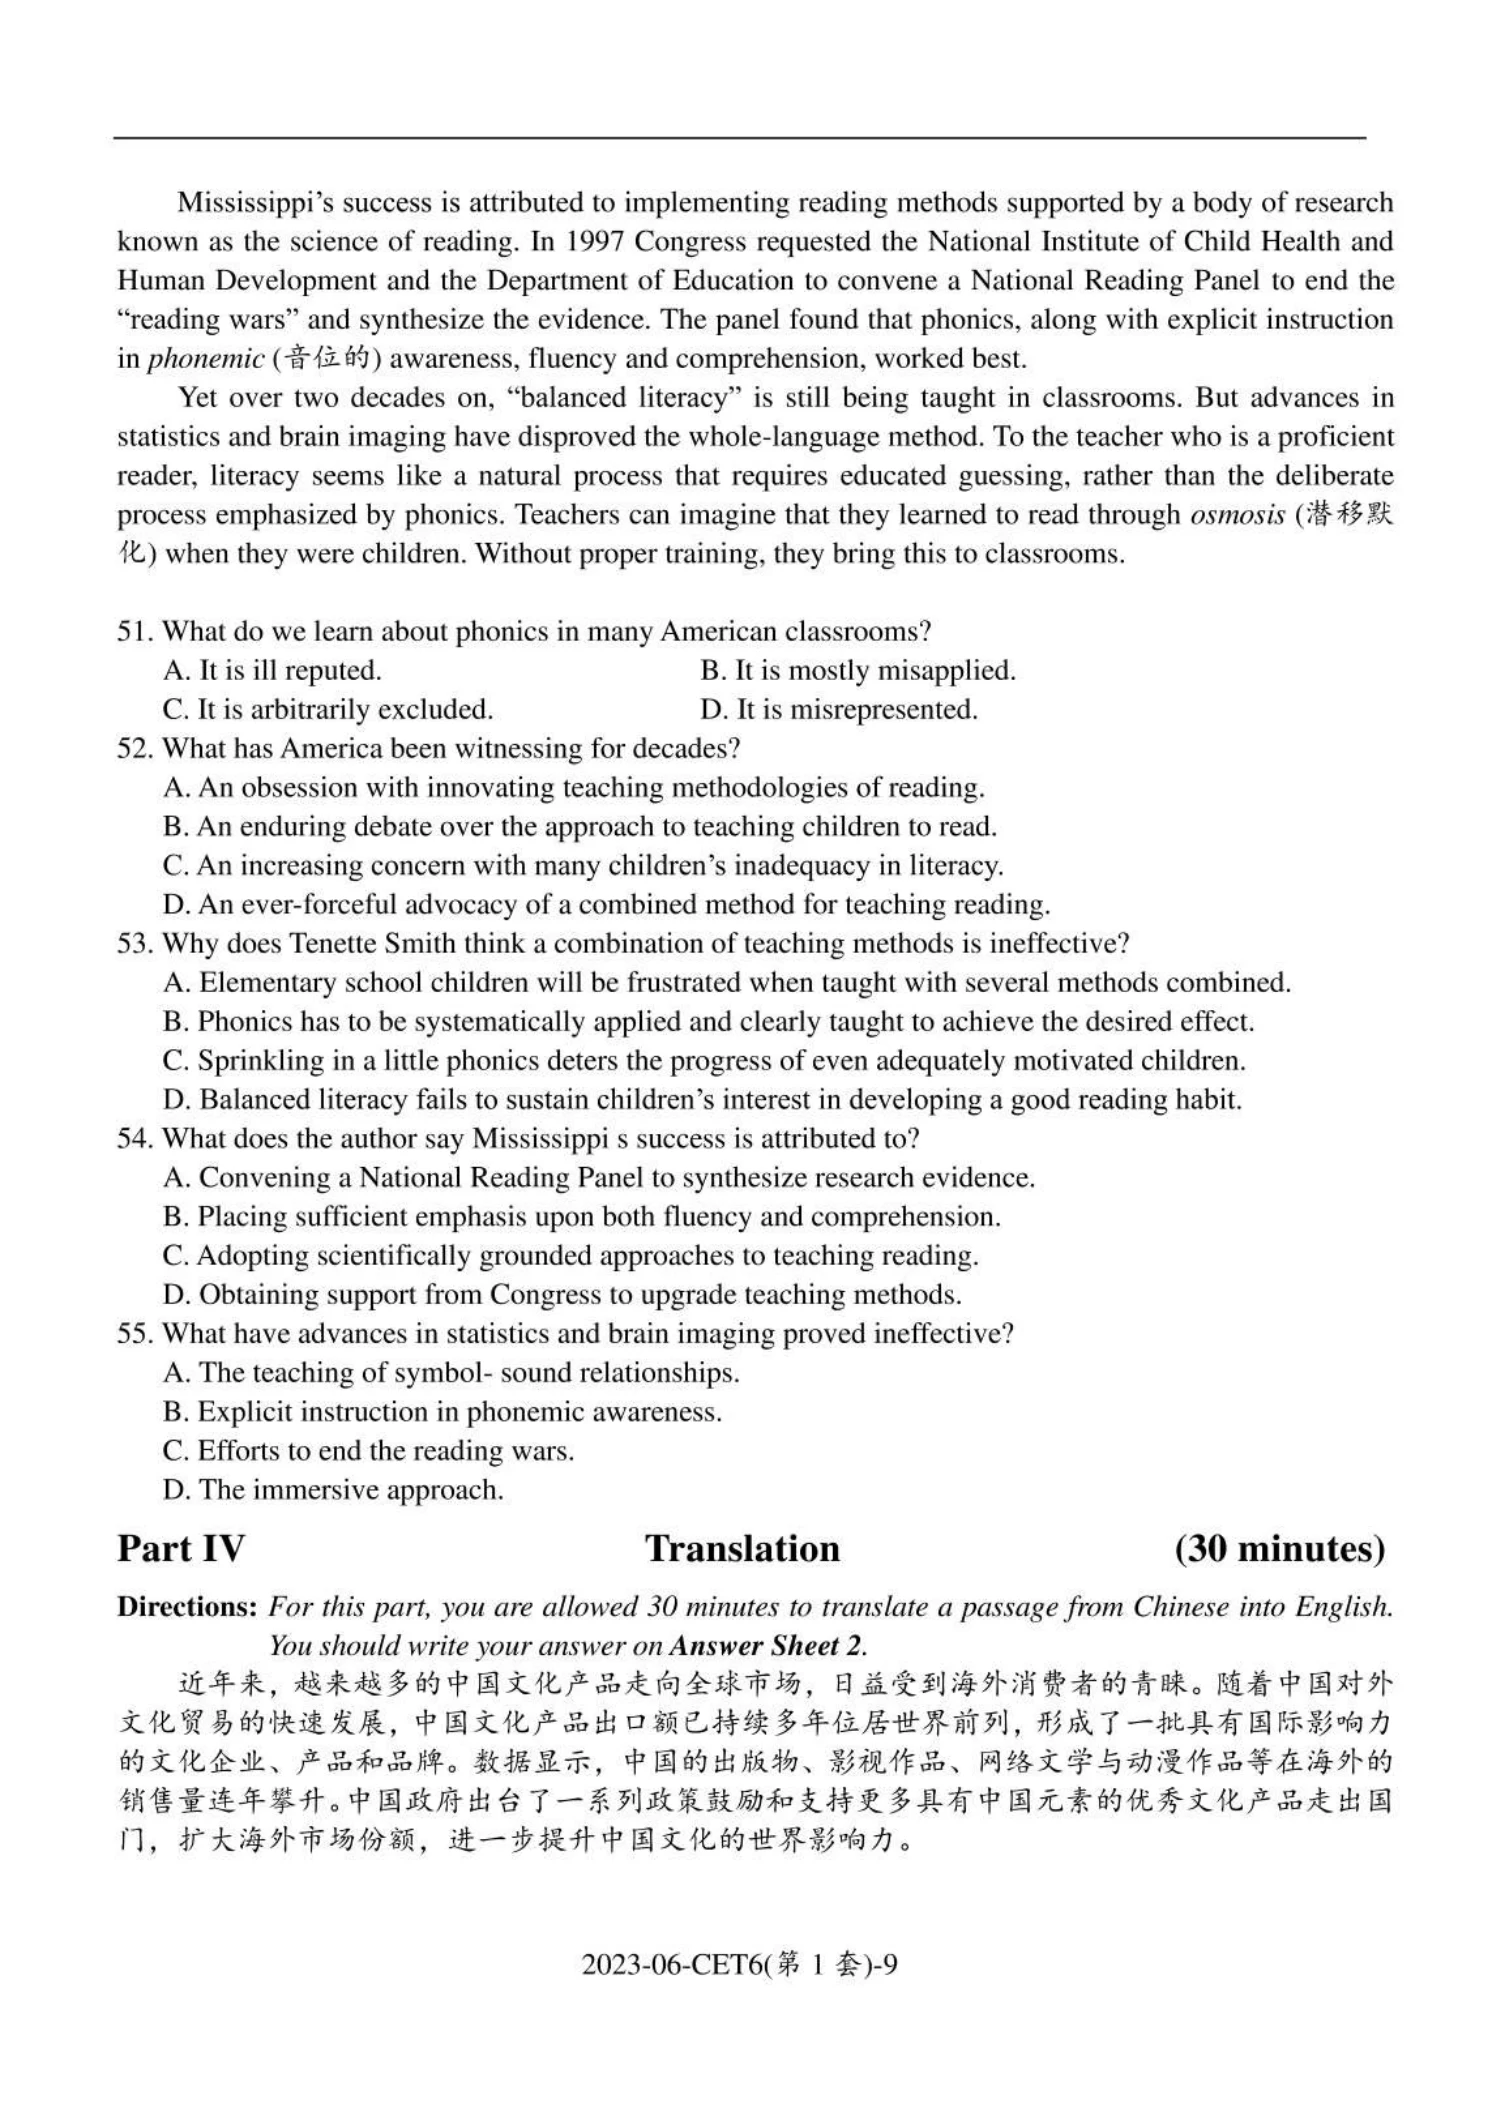 Mississippi’s success is attributed to implementing reading methods supported by a body of research
known as the science of reading. In 1997 Congress requested the National Institute of Child Health and
Human Development and the Department of Education to convene a National Reading Panel to end the
“reading wars” and synthesize the evidence. The panel found that phonics, along with explicit instruction
in phonemic (音位的) awareness, fluency and comprehension, worked best.
Yet over two decades on, “balanced literacy” is still being taught in classrooms. But advances in
statistics and brain imaging have disproved the whole-language method. To the teacher who is a proficient
reader, literacy seems like a natural process that requires educated guessing, rather than the deliberate
process emphasized by phonics. Teachers can imagine that they learned to read through osmosis (潜移默
化) when they were children. Without proper training, they bring this to classrooms.
51. What do we learn about phonics in many American classrooms?
A. It is ill reputed. B. It is mostly misapplied.
C. It is arbitrarily excluded. D. It is misrepresented.
52. What has America been witnessing for decades?
A. An obsession with innovating teaching methodologies of reading.
B. An enduring debate over the approach to teaching children to read.
C. An increasing concern with many children’s inadequacy in literacy.
D. An ever-forceful advocacy of a combined method for teaching reading.
53. Why does Tenette Smith think a combination of teaching methods is ineffective?
A. Elementary school children will be frustrated when taught with several methods combined.
B. Phonics has to be systematically applied and clearly taught to achieve the desired effect.
C. Sprinkling in a little phonics deters the progress of even adequately motivated children.
D. Balanced literacy fails to sustain children’s interest in developing a good reading habit.
54. What does the author say Mississippi s success is attributed to?
A. Convening a National Reading Panel to synthesize research evidence.
B. Placing sufficient emphasis upon both fluency and comprehension.
C. Adopting scientifically grounded approaches to teaching reading.
D. Obtaining support from Congress to upgrade teaching methods.
55. What have advances in statistics and brain imaging proved ineffective?
A. The teaching of symbol- sound relationships.
B. Explicit instruction in phonemic awareness.
C. Efforts to end the reading wars.
D. The immersive approach.
Part IV Translation (30 minutes)
Directions: For this part, you are allowed 30 minutes to translate a passage from Chinese into English.
You should write your answer on Answer Sheet 2.
近年来，越来越多的中国文化产品走向全球市场，日益受到海外消费者的青睐。随着中国对外
文化贸易的快速发展，中国文化产品出口额已持续多年位居世界前列，形成了一批具有国际影响力
的文化企业、产品和品牌。数据显示，中国的出版物、影视作品、网络文学与动漫作品等在海外的
销售量连年攀升。中国政府出台了一系列政策鼓励和支持更多具有中国元素的优秀文化产品走出国
门，扩大海外市场份额，进一步提升中国文化的世界影响力。
2023-06-CET6(第 1 套)-9